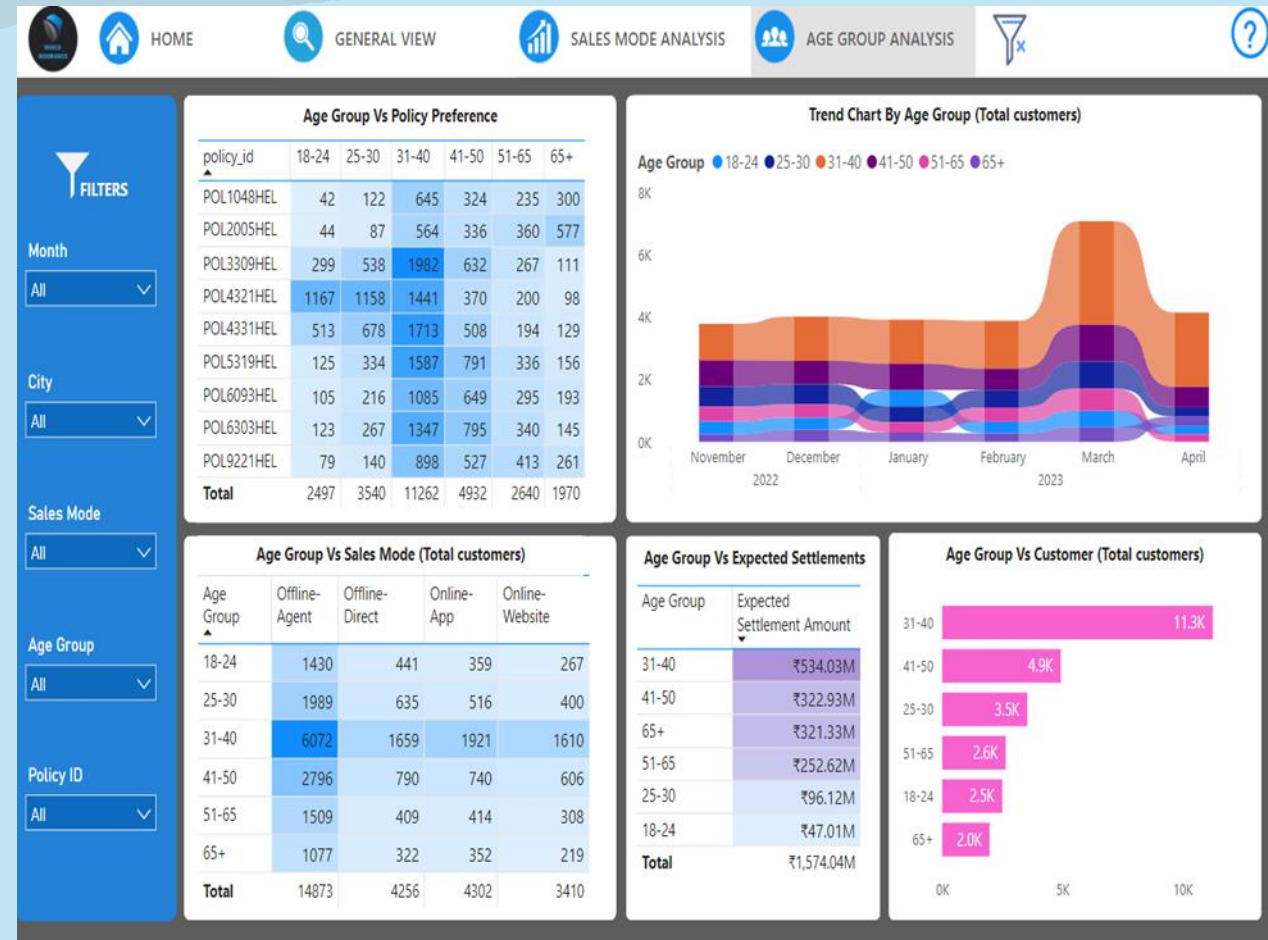 HOME
GENERAL VIEW
SALES MODE ANALYSIS
AGE GROUP ANALYSIS
?
FILTERS
Month
All
City
All
Sales Mode
All
Age Group
All
Policy ID
All
Age Group Vs Policy Preference
policy_id 18-24 25-30 31-40 41-50 51-65 65+
POL1048HEL 42 122 645 324 235 300
POL2005HEL 44 87 564 336 360 577
POL3309HEL 299 538 1982 632 267 111
POL4321HEL 1167 1158 1441 370 200 98
POL4331HEL 513 678 1713 508 194 129
POL5319HEL 125 334 1587 791 336 156
POL6093HEL 105 216 1085 649 295 193
POL6303HEL 123 267 1347 795 340 145
POL9221HEL 79 140 898 527 413 261
Total 2497 3540 11262 4932 2640 1970
Trend Chart By Age Group (Total customers)
Age Group 18-24 25-30 31-40 41-50 51-65 65+
8K
6K
4K
2K
0K
November December January February March April
2022 2023
Age Group Vs Sales Mode (Total customers)
Age Group Offline-Agent Offline-Direct Online-App Online-Website
18-24 1430 441 359 267
25-30 1989 635 516 400
31-40 6072 1659 1921 1610
41-50 2796 790 740 606
51-65 1509 409 414 308
65+ 1077 322 352 219
Total 14873 4256 4302 3410
Age Group Vs Expected Settlements
Age Group Expected Settlement Amount
31-40 ₹534.03M
41-50 ₹322.93M
65+ ₹321.33M
51-65 ₹252.62M
25-30 ₹96.12M
18-24 ₹47.01M
Total ₹1,574.04M
Age Group Vs Customer (Total customers)
31-40 11.3K
41-50 4.9K
25-30 3.5K
51-65 2.6K
18-24 2.5K
65+ 2.0K
0K 5K 10K